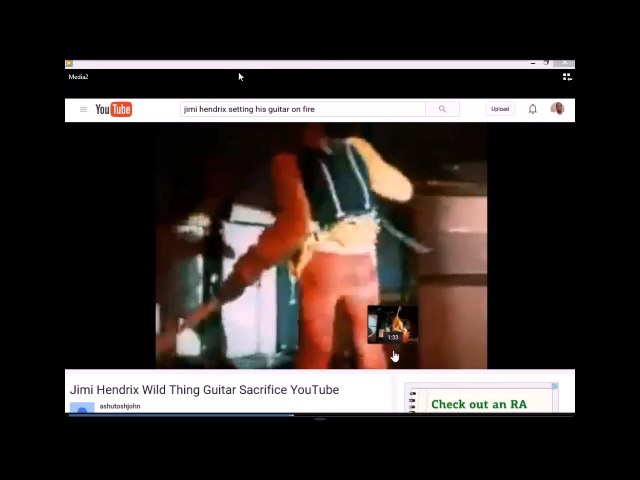 Media2
YouTube
jimi hendrix setting his guitar on fire
Upload
1:33
Jimi Hendrix Wild Thing Guitar Sacrifice YouTube
ashutoshjohn
Check out an RA